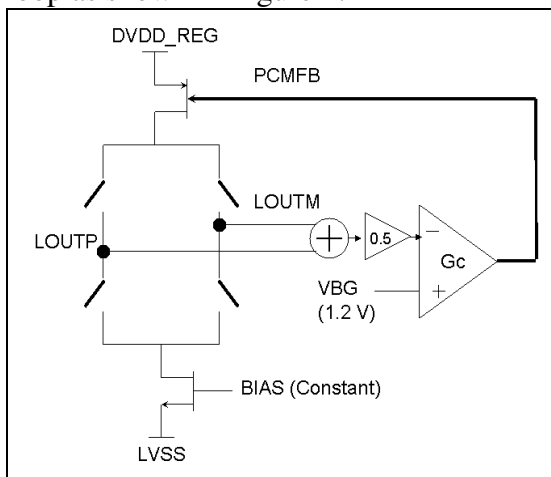 DVDD_REG
PCMFB
LOUTM
LOUTP
0.5
−
Gc
+
VBG
(1.2 V)
BIAS (Constant)
LVSS